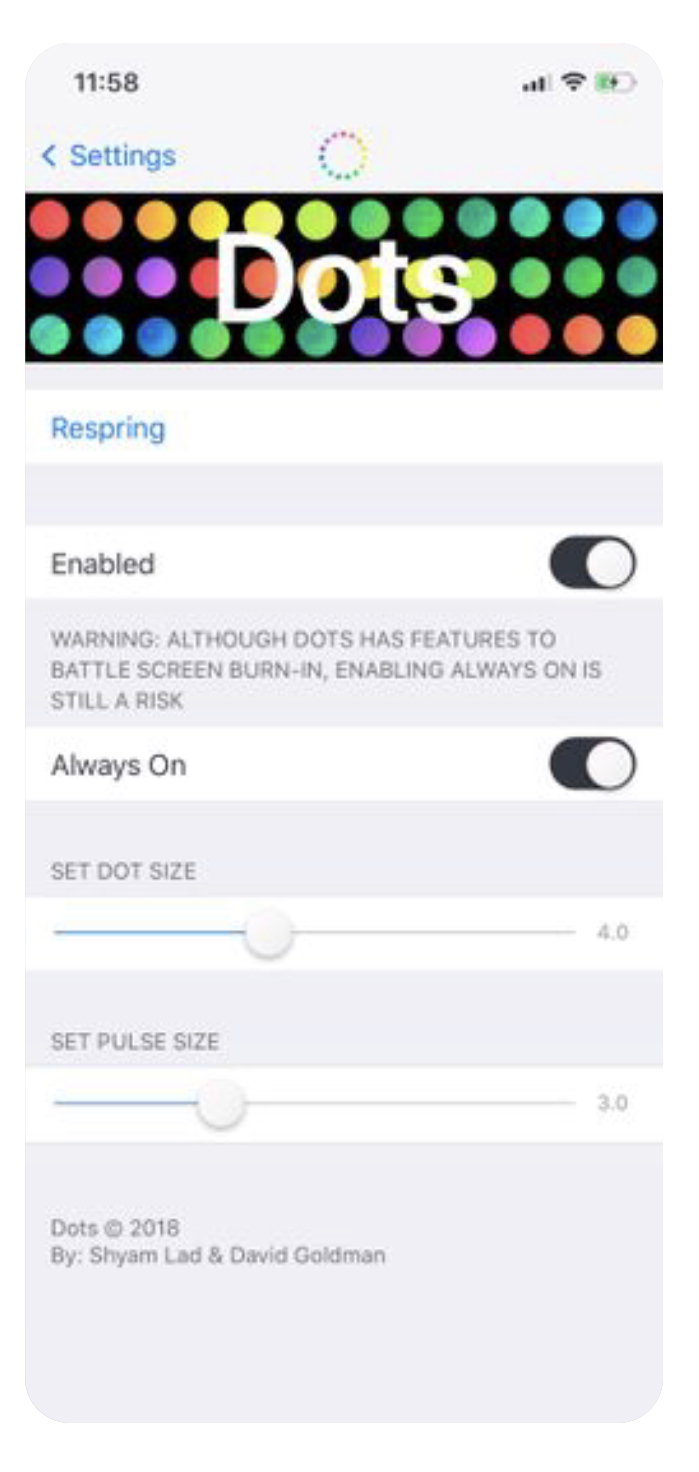 11:58
Settings
Dots
Respring
Enabled
WARNING: ALTHOUGH DOTS HAS FEATURES TO
BATTLE SCREEN BURN-IN, ENABLING ALWAYS ON IS
STILL A RISK
Always On
SET DOT SIZE
4.0
SET PULSE SIZE
3.0
Dots © 2018
By: Shyam Lad & David Goldman